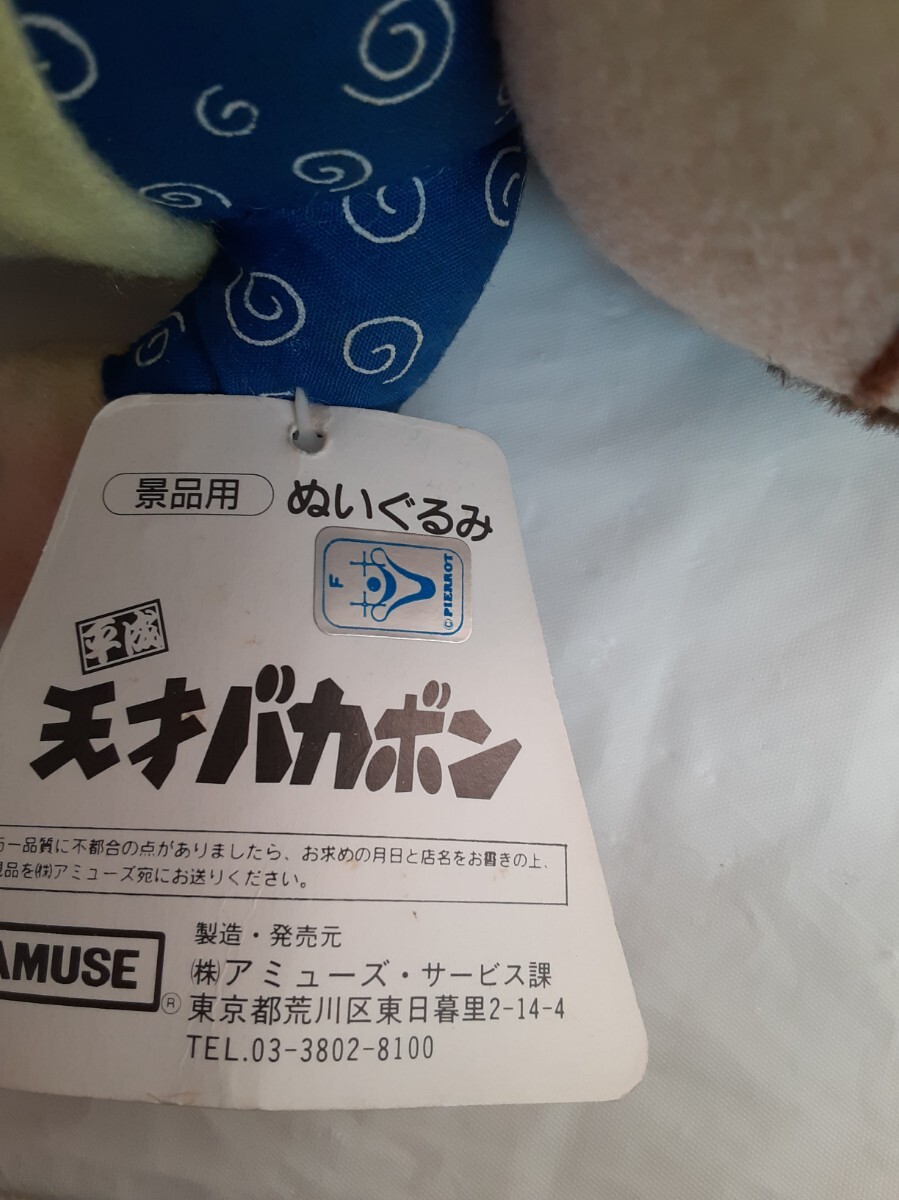 景品用 ぬいぐるみ
F
©PIERROT
平成
天才バカボン
一品質に不都合の点がありましたら、お求めの月日と店名をお書きの上、
品を㈱アミューズ宛にお送りください。
AMUSE®
製造・発売元
㈱アミューズ・サービス課
東京都荒川区東日暮里2-14-4
TEL.03-3802-8100